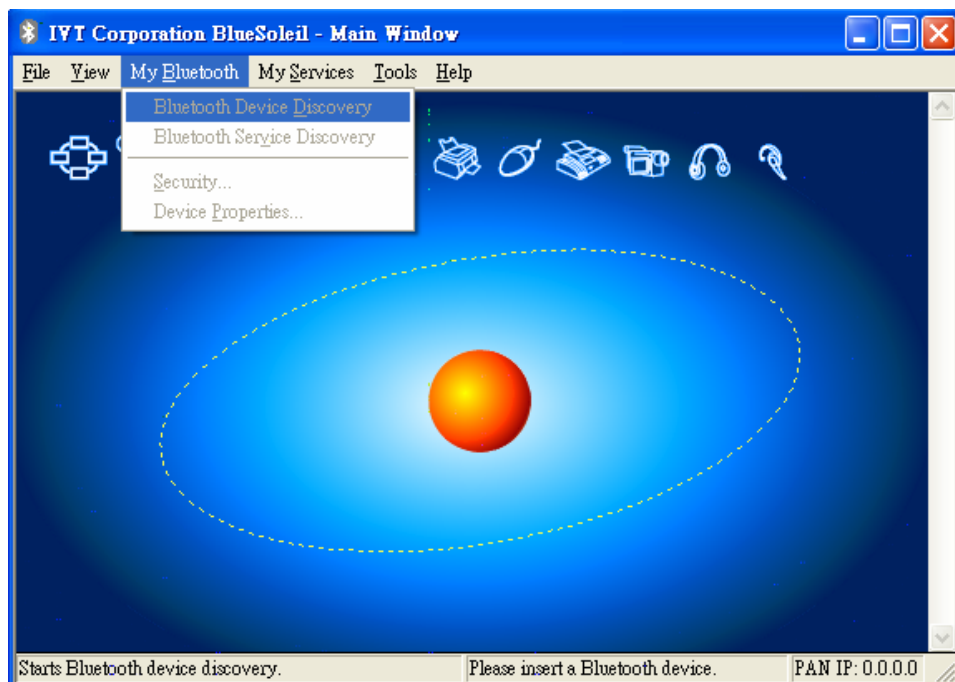 IVT Corporation BlueSoleil - Main Window
File View My Bluetooth My Services Tools Help
Bluetooth Device Discovery
Bluetooth Service Discovery
Security...
Device Properties...
Starts Bluetooth device discovery. Please insert a Bluetooth device. PAN IP: 0.0.0.0